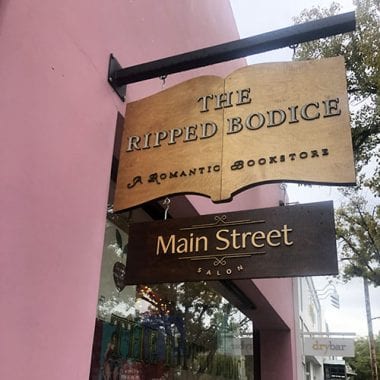 THE
RIPPED BODICE
A ROMANTIC BOOKSTORE
Main Street
SALON
drybar